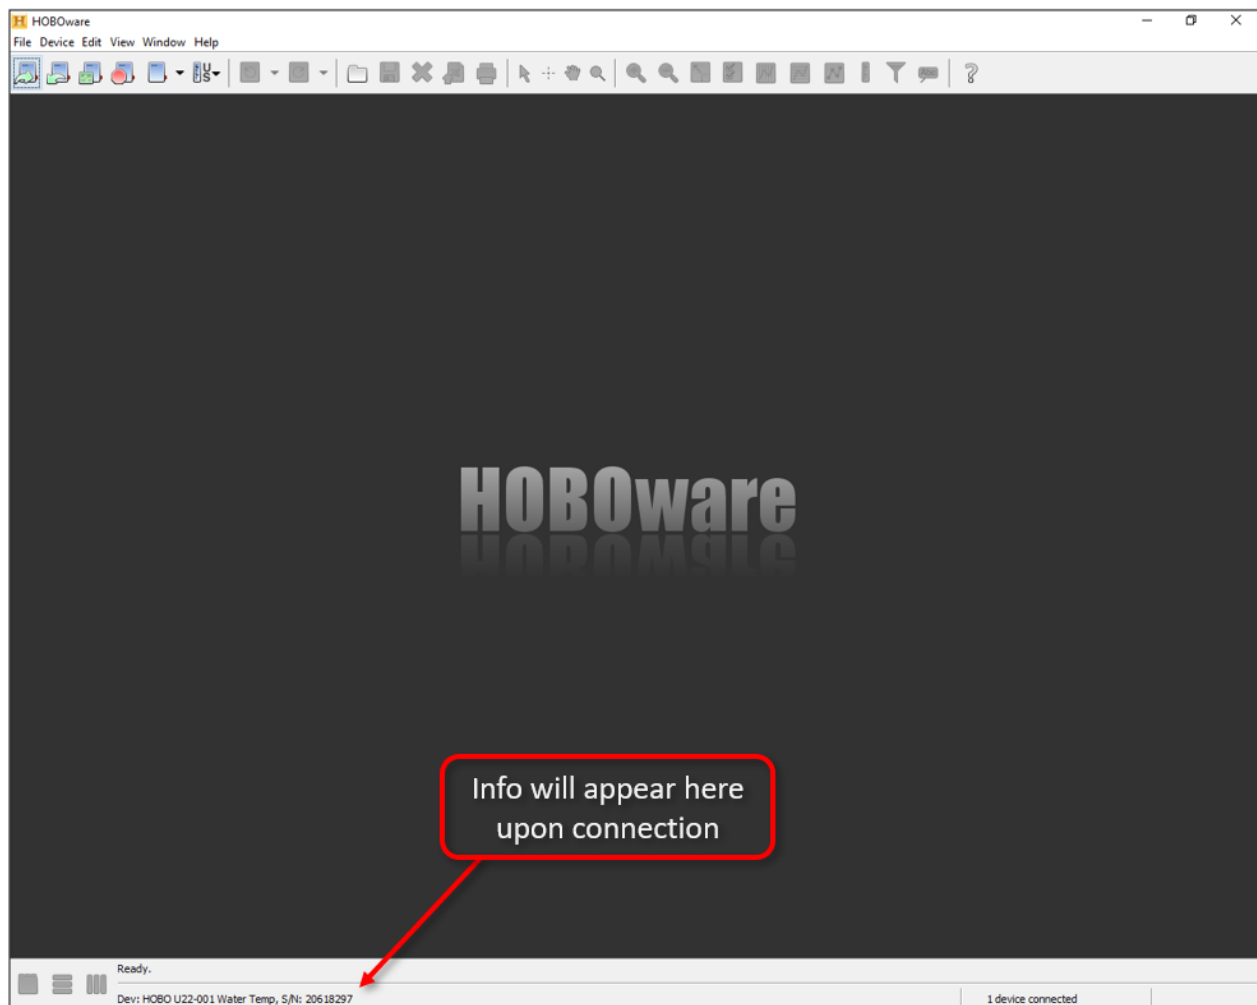 HOBOware
File Device Edit View Window Help
HOBOware
Info will appear here
upon connection
Ready.
Dev: HOBO U22-001 Water Temp, S/N: 20618297
1 device connected